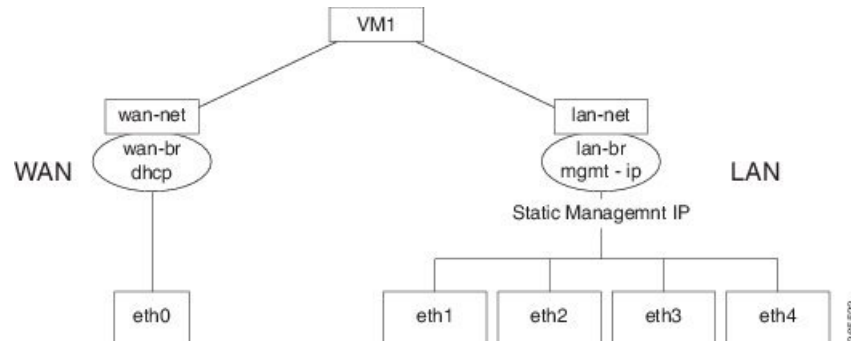 VM1
wan-net
lan-net
wan-br
dhcp
lan-br
mgmt - ip
WAN
LAN
Static Managemnt IP
eth0
eth1
eth2
eth3
eth4